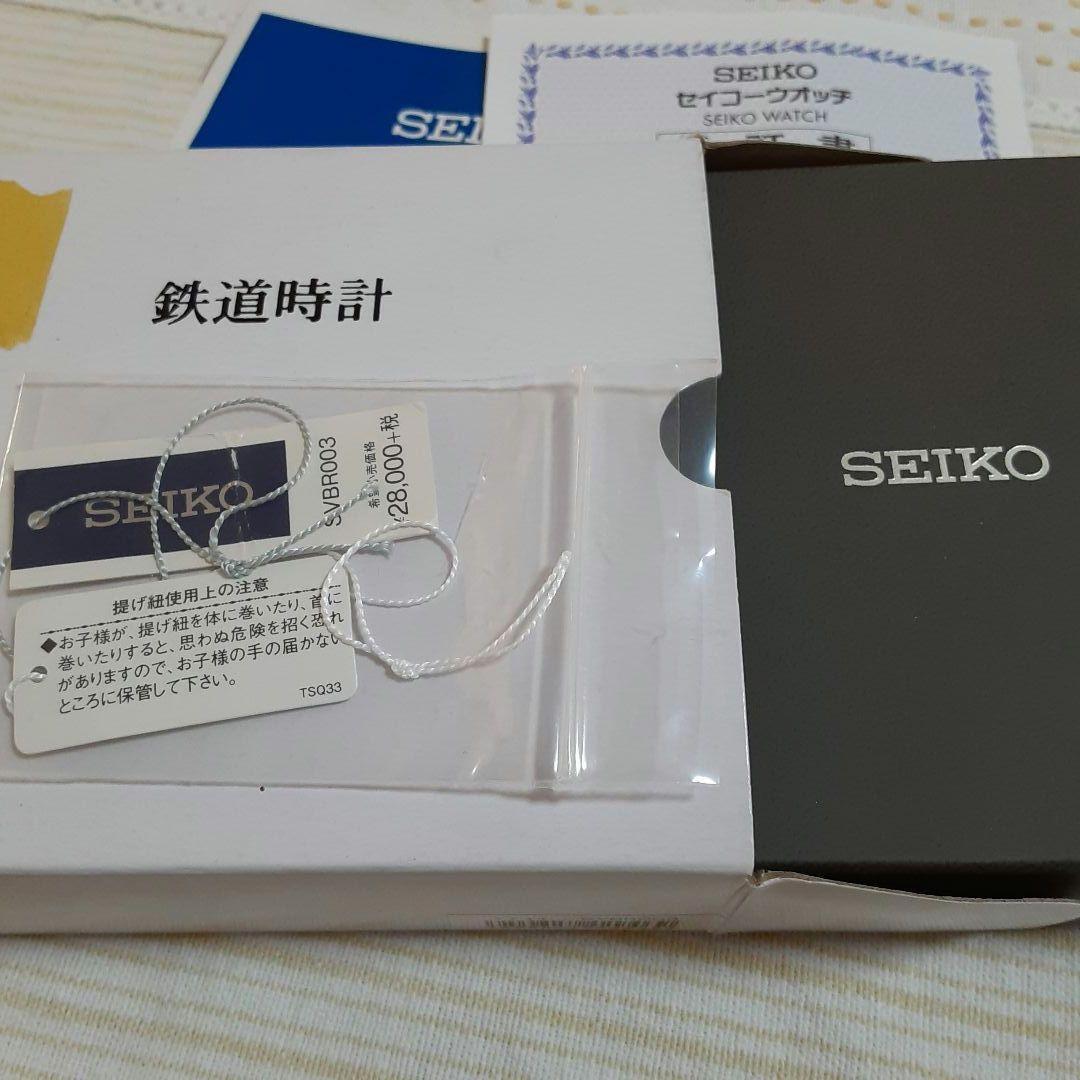 SEI
SEIKO
セイコーウオッチ
SEIKO WATCH
証書
鉄道時計
SEIKO
SEIKO
SVBR003
希望小売価格
¥28,000+税
提げ紐使用上の注意
◆お子様が、提げ紐を体に巻いたり、首に
巻いたりすると、思わぬ危険を招く恐れ
がありますので、お子様の手の届かない
ところに保管して下さい。
TSQ33